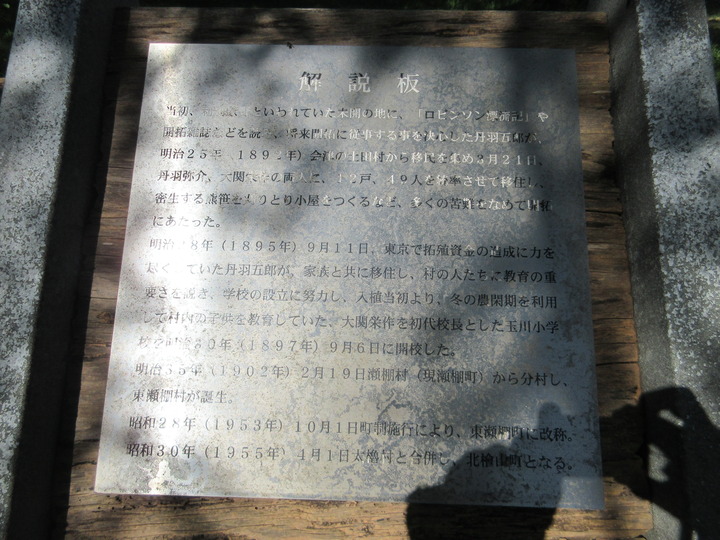 解説板
当初、といわれていた未開の地に、「ロビンソン漂流記」や
開拓雑誌などを読み、将来開拓に従事する事を決心した丹羽五郎が、
明治25年（1892年）会津の土田村から移民を求め3月21日、
丹羽弥介、大関栄作の両人に、12戸、49人を引率させて移住し、
密生する熊笹を刈りとり小屋をつくるなど、多くの苦難をなめて開拓
にあたった。
明治28年（1895年）9月11日、東京で拓殖資金の造成に力を
尽くしていた丹羽五郎が、家族と共に移住し、村の人たちに教育の重
要さを説き、学校の設立に努力し、入植当初より、冬の農閑期を利用
して村内の子弟を教育していた、大関栄作を初代校長とした玉川小学
校を明治30年（1897年）9月6日に開校した。
明治35年（1902年）2月19日瀬棚村（現瀬棚町）から分村し、
東瀬棚村が誕生。
昭和28年（1953年）10月1日町制施行により、東瀬棚町に改称。
昭和30年（1955年）4月1日太櫓村と合併し、北檜山町となる。